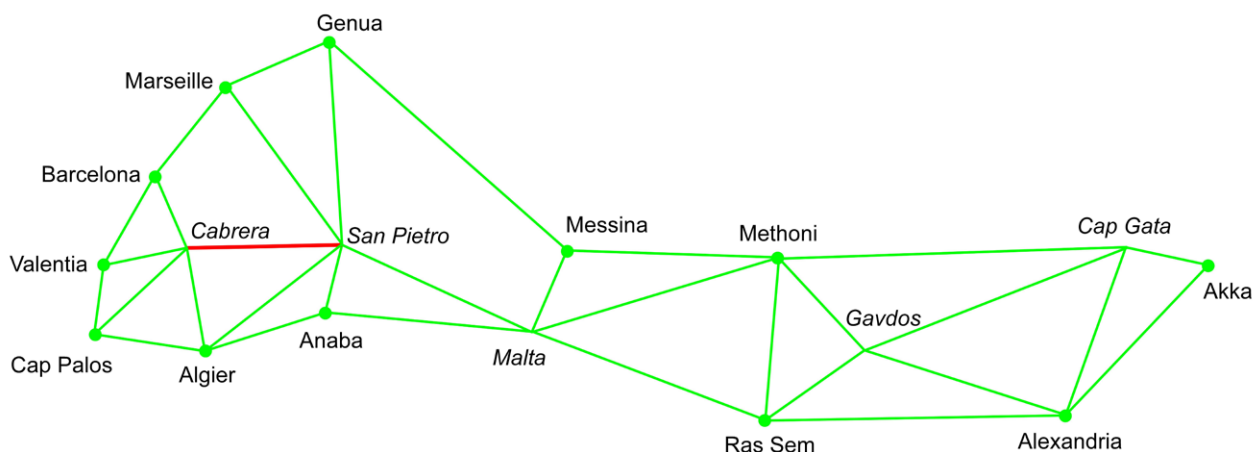 Genua
Marseille
Barcelona
Cabrera
San Pietro
Messina
Methoni
Cap Gata
Valentia
Akka
Gavdos
Anaba
Malta
Cap Palos
Algier
Ras Sem
Alexandria